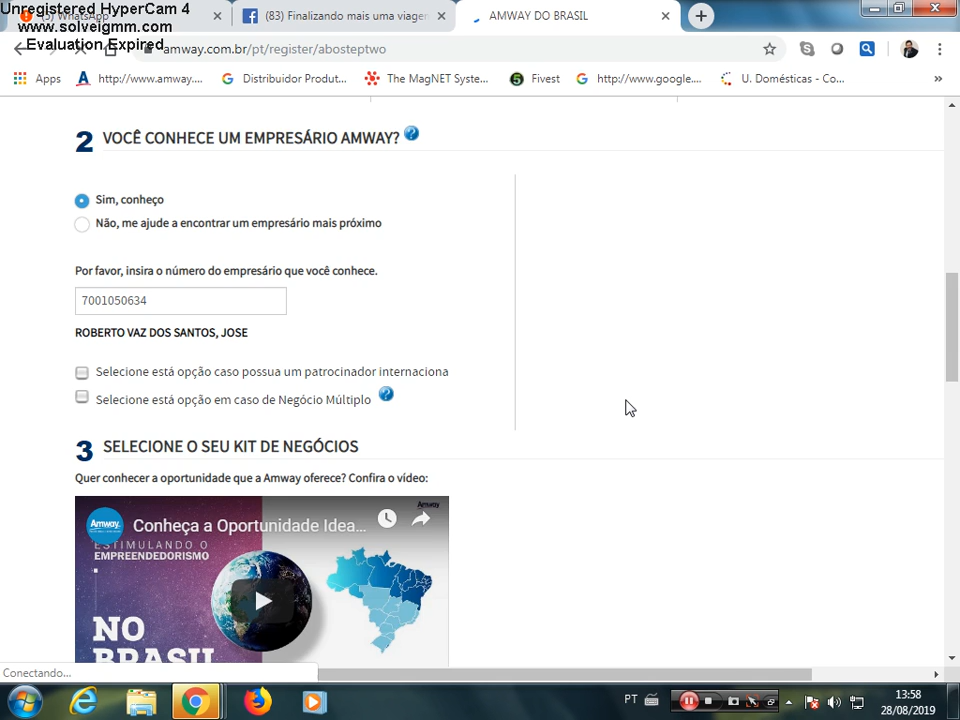 Unregistered HyperCam 4
www.solveigmm.com
Evaluation Expired
(5) WhatsApp
(83) Finalizando mais uma viagem
AMWAY DO BRASIL
amway.com.br/pt/register/abosteptwo
Apps
http://www.amway....
Distribuidor Produt...
The MagNET Syste...
Fivest
http://www.google....
U. Domésticas - Co...
»
2 VOCÊ CONHECE UM EMPRESÁRIO AMWAY?
Sim, conheço
Não, me ajude a encontrar um empresário mais próximo
Por favor, insira o número do empresário que você conhece.
7001050634
ROBERTO VAZ DOS SANTOS, JOSE
Selecione está opção caso possua um patrocinador internaciona
Selecione está opção em caso de Negócio Múltiplo
3 SELECIONE O SEU KIT DE NEGÓCIOS
Quer conhecer a oportunidade que a Amway oferece? Confira o vídeo:
Amway
Amway
Conheça a Oportunidade Idea...
ESTIMULANDO O
EMPREENDEDORISMO
NO
BRASIL
Conectando...
PT
13:58
28/08/2019